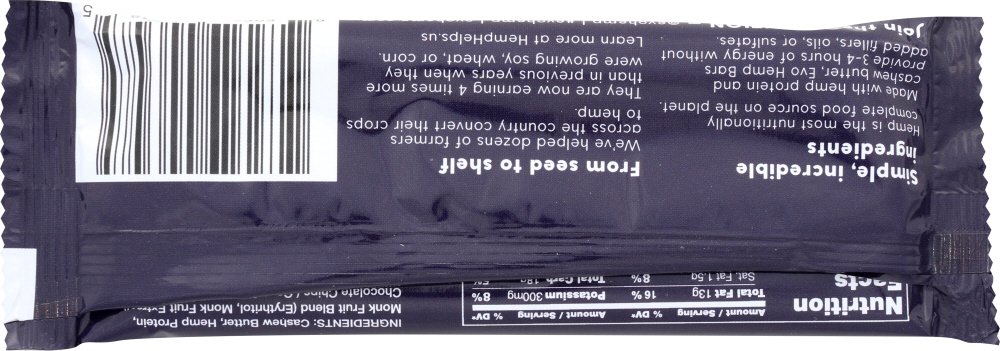 Nutrition
Facts
Amount / Serving % DV* Amount / Serving % DV*
Total Fat 13g 16% Potassium 300mg 8%
Sat. Fat 1.5g 8% Total Carb. 18g
INGREDIENTS: Cashew Butter, Hemp Protein,
Monk Fruit Blend (Erythritol, Monk Fruit
Chocolate Chips
Simple, incredible
ingredients
Hemp is the most nutritionally
complete food source on the planet.
Made with hemp protein and
cashew butter, Evo Hemp Bars
provide 3-4 hours of energy without
added fillers, oils, or sulfates.
Join
From seed to shelf
We've helped dozens of farmers
across the country convert their crops
to hemp.
They are now earning 4 times more
than in previous years when they
were growing soy, wheat, or corn.
Learn more at HempHelps.us
5